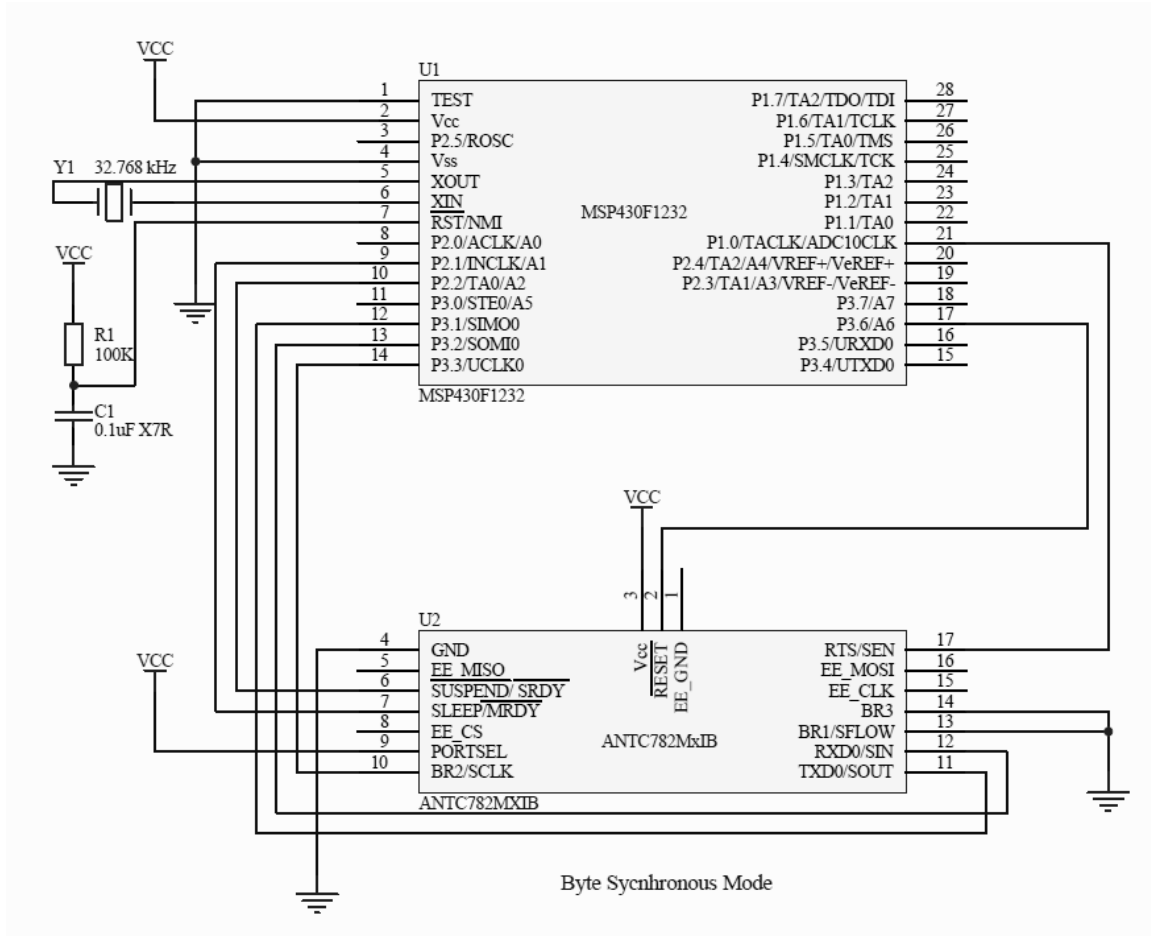 VCC
U1
1 TEST
2 Vcc
3 P2.5/ROSC
4 Vss
5 XOUT
6 XIN
7 RST/NMI
8 P2.0/ACLK/A0
9 P2.1/INCLK/A1
10 P2.2/TA0/A2
11 P3.0/STE0/A5
12 P3.1/SIMO0
13 P3.2/SOMI0
14 P3.3/UCLK0
MSP430F1232
P1.7/TA2/TDO/TDI 28
P1.6/TA1/TCLK 27
P1.5/TA0/TMS 26
P1.4/SMCLK/TCK 25
P1.3/TA2 24
P1.2/TA1 23
P1.1/TA0 22
P1.0/TACLK/ADC10CLK 21
P2.4/TA2/A4/VREF+/VeREF+ 20
P2.3/TA1/A3/VREF-/VeREF- 19
P3.7/A7 18
P3.6/A6 17
P3.5/URXD0 16
P3.4/UTXD0 15
MSP430F1232
Y1 32.768 kHz
VCC
R1
100K
C1
0.1uF X7R
VCC
3 Vcc
2 RESET
1 EE_GND
U2
VCC
4 GND
5 EE_MISO
6 SUSPEND/ SRDY
7 SLEEP/MRDY
8 EE_CS
9 PORTSEL
10 BR2/SCLK
ANTC782MxIB
RTS/SEN 17
EE_MOSI 16
EE_CLK 15
BR3 14
BR1/SFLOW 13
RXD0/SIN 12
TXD0/SOUT 11
ANTC782MXIB
Byte Sycnhronous Mode